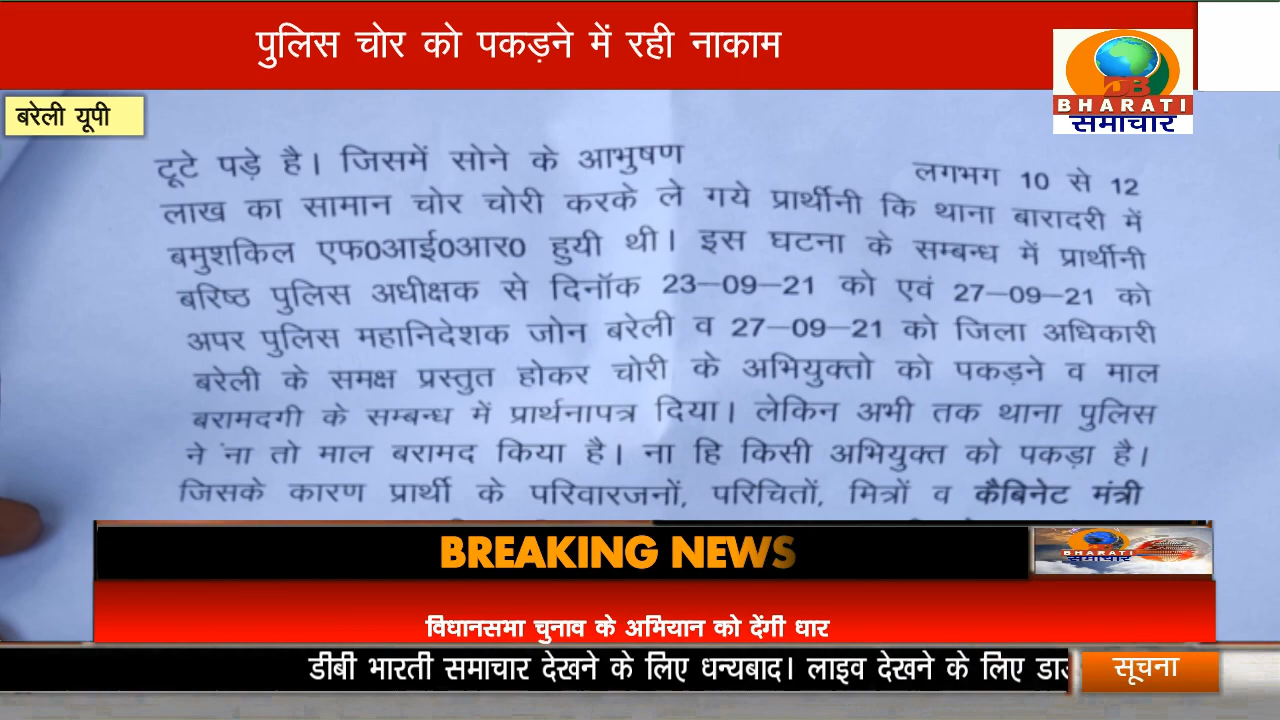 पुलिस चोर को पकड़ने में रही नाकाम
DB
BHARATI
समाचार
बरेली यूपी
टूटे पड़े है। जिसमें सोने के आभुषण लगभग 10 से 12
लाख का सामान चोर चोरी करके ले गये प्रार्थीनी कि थाना बारादरी में
बमुशकिल एफ0आई0आर0 हुयी थी। इस घटना के सम्बन्ध में प्रार्थीनी
बरिष्ठ पुलिस अधीक्षक से दिनॉक 23–09–21 को एवं 27–09–21 को
अपर पुलिस महानिदेशक जोन बरेली व 27–09–21 को जिला अधिकारी
बरेली के समक्ष प्रस्तुत होकर चोरी के अभियुक्तो को पकड़ने व माल
बरामदगी के सम्बन्ध में प्रार्थनापत्र दिया। लेकिन अभी तक थाना पुलिस
ने ना तो माल बरामद किया है। ना हि किसी अभियुक्त को पकड़ा है।
जिसके कारण प्रार्थी के परिवारजनों, परिचितों, मित्रों व कैबिनेट मंत्री
BREAKING NEWS
BHARATI
समाचार
विधानसभा चुनाव के अभियान को देंगी धार
डीबी भारती समाचार देखने के लिए धन्यबाद। लाइव देखने के लिए
सूचना